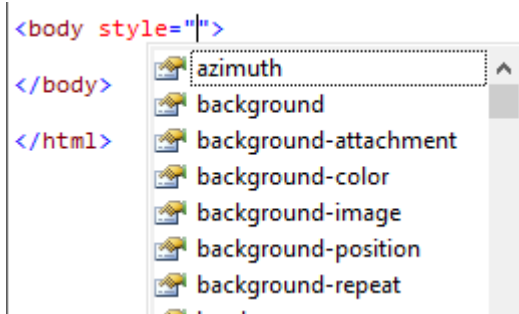 <body style="">
azimuth
</body>
background
background-attachment
</html>
background-color
background-image
background-position
background-repeat